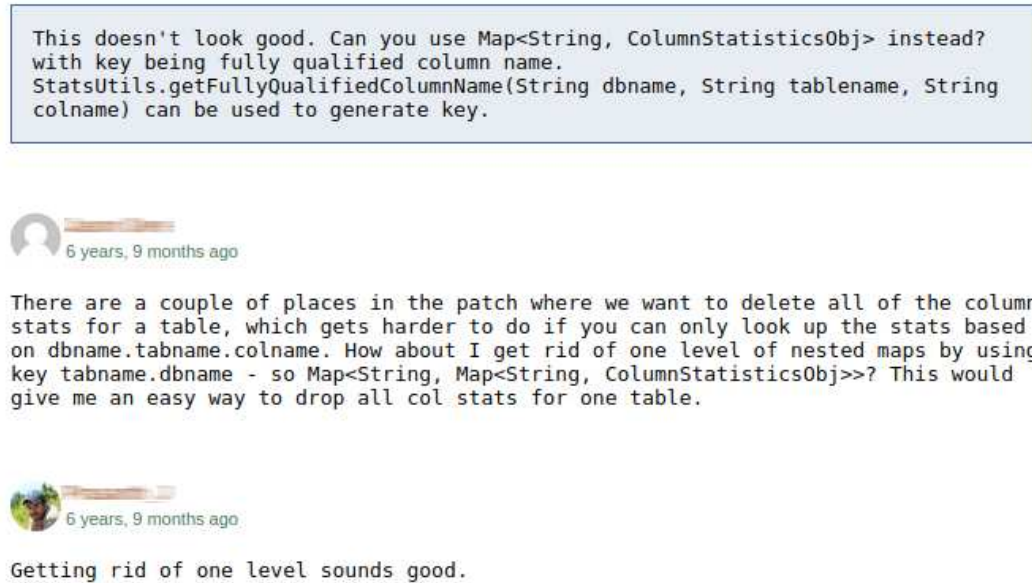 This doesn't look good. Can you use Map<String, ColumnStatisticsObj> instead?
with key being fully qualified column name.
StatsUtils.getFullyQualifiedColumnName(String dbname, String tablename, String
colname) can be used to generate key.
6 years, 9 months ago
There are a couple of places in the patch where we want to delete all of the column
stats for a table, which gets harder to do if you can only look up the stats based
on dbname.tabname.colname. How about I get rid of one level of nested maps by using
key tabname.dbname - so Map<String, Map<String, ColumnStatisticsObj>>? This would
give me an easy way to drop all col stats for one table.
6 years, 9 months ago
Getting rid of one level sounds good.